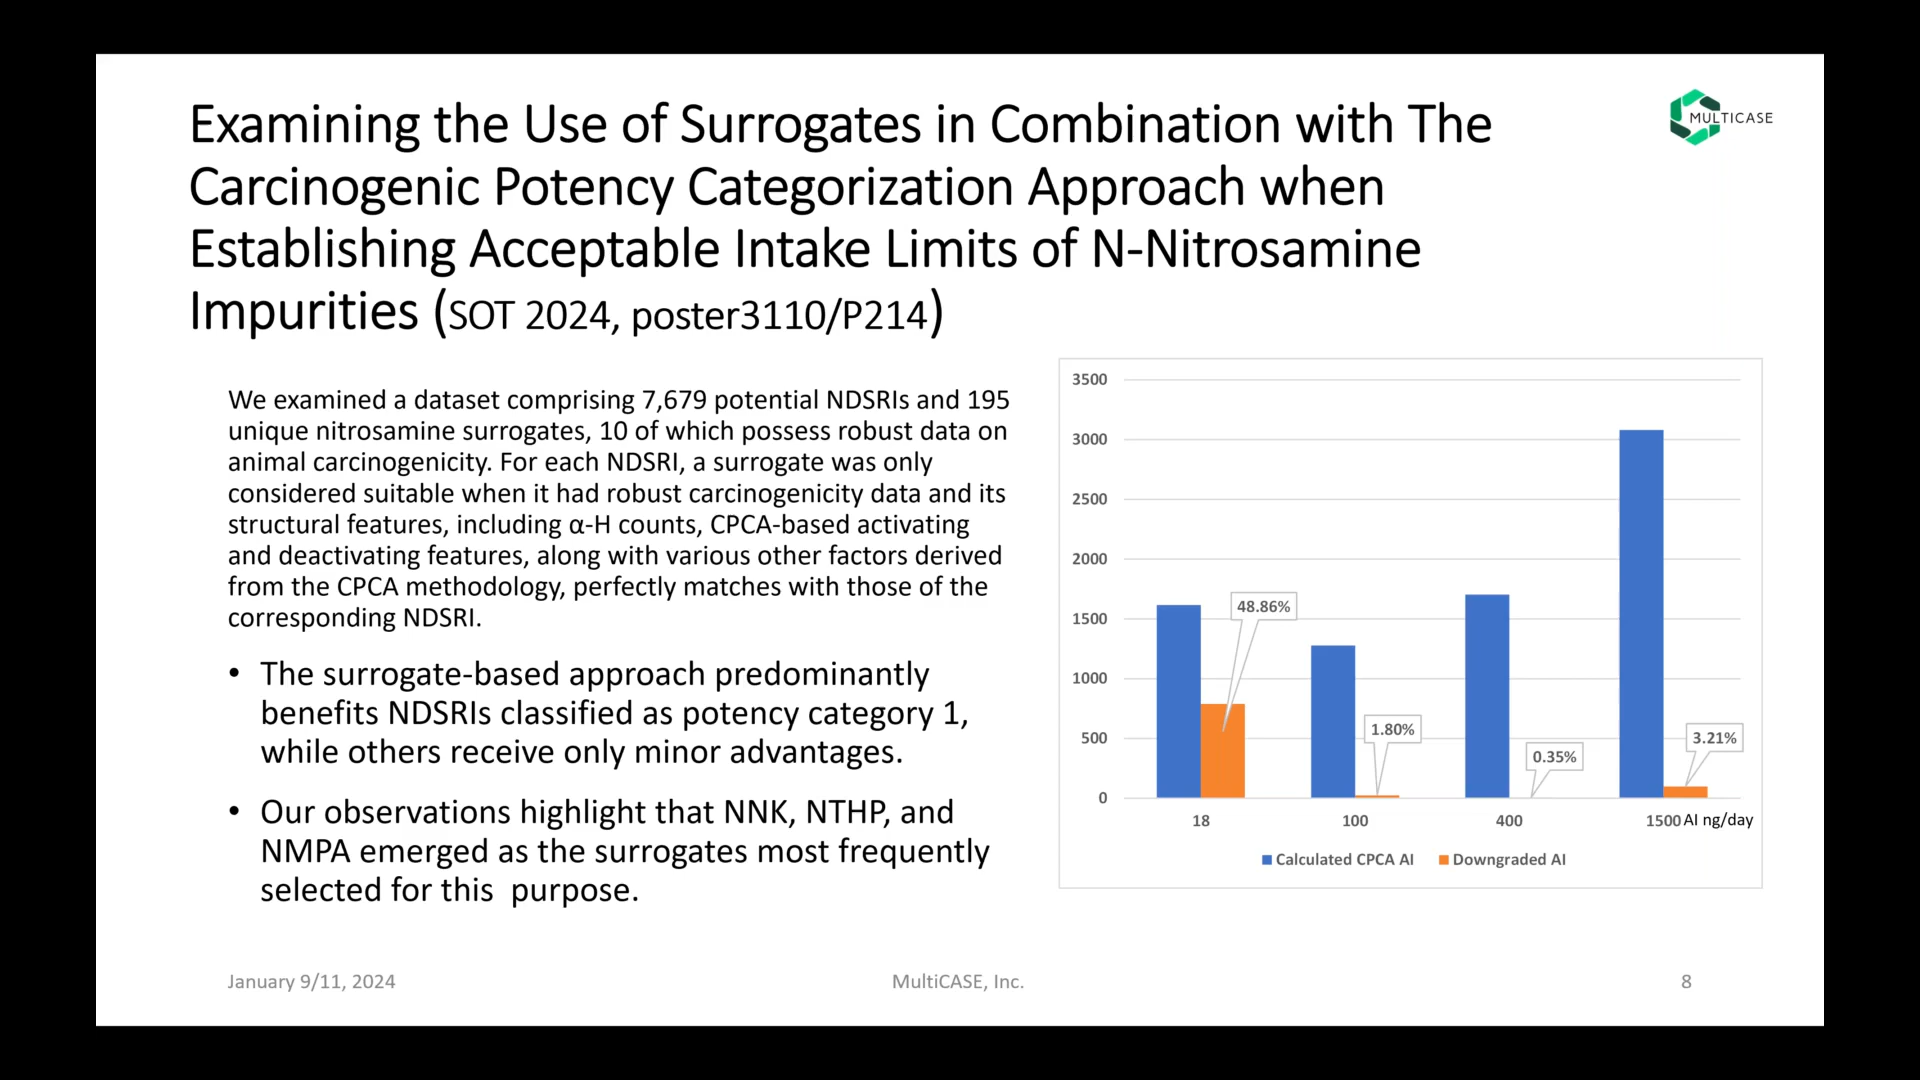 Examining the Use of Surrogates in Combination with The
Carcinogenic Potency Categorization Approach when
Establishing Acceptable Intake Limits of N-Nitrosamine
Impurities (SOT 2024, poster3110/P214)
MULTICASE
We examined a dataset comprising 7,679 potential NDSRIs and 195
unique nitrosamine surrogates, 10 of which possess robust data on
animal carcinogenicity. For each NDSRI, a surrogate was only
considered suitable when it had robust carcinogenicity data and its
structural features, including α-H counts, CPCA-based activating
and deactivating features, along with various other factors derived
from the CPCA methodology, perfectly matches with those of the
corresponding NDSRI.
• The surrogate-based approach predominantly
benefits NDSRIs classified as potency category 1,
while others receive only minor advantages.
• Our observations highlight that NNK, NTHP, and
NMPA emerged as the surrogates most frequently
selected for this  purpose.
3500
3000
2500
2000
1500
1000
500
0
48.86%
1.80%
0.35%
3.21%
18 100 400 1500 AI ng/day
Calculated CPCA AI Downgraded AI
January 9/11, 2024 MultiCASE, Inc. 8